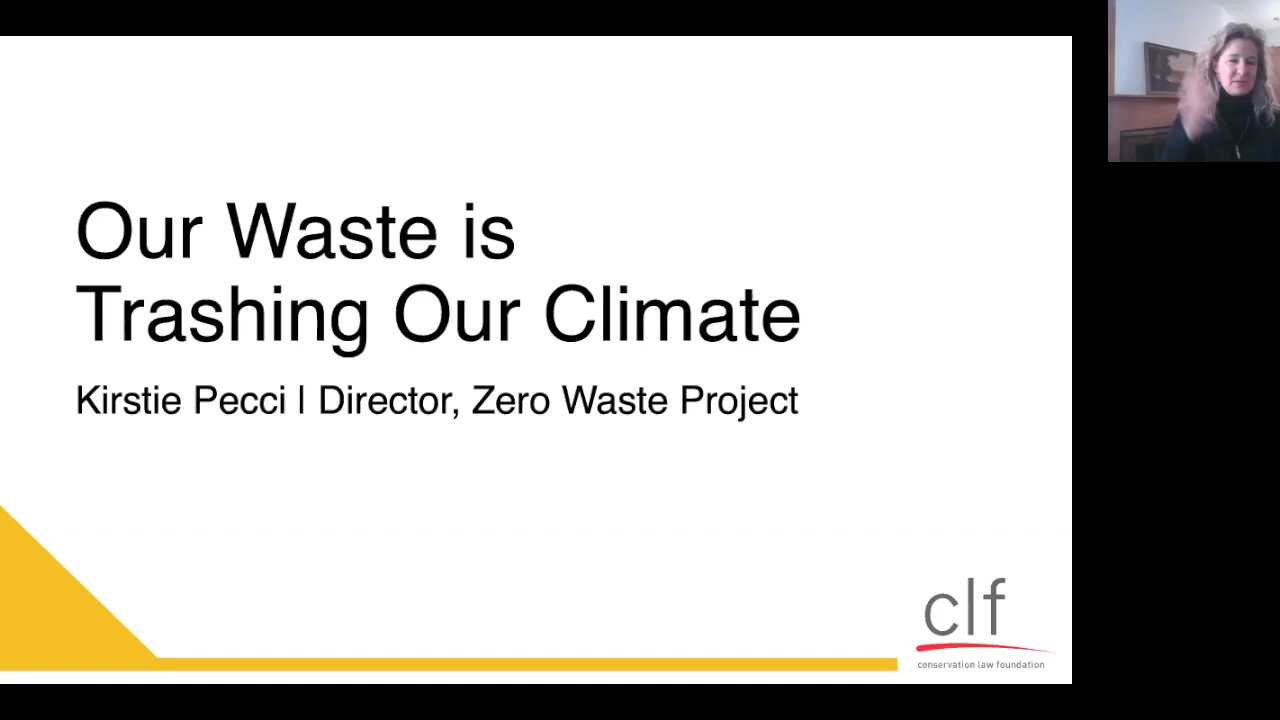 Our Waste is
Trashing Our Climate
Kirstie Pecci | Director, Zero Waste Project
clf
conservation law foundation